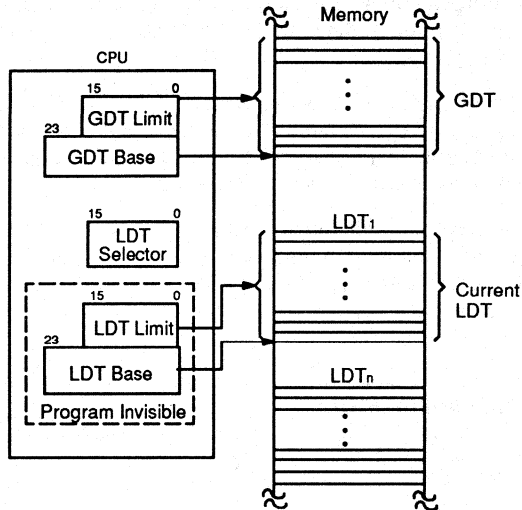 Memory
CPU
15 0
GDT Limit
23
GDT Base
GDT
15 0
LDT
Selector
LDT1
15 0
LDT Limit
23
LDT Base
Program Invisible
Current
LDT
LDTn